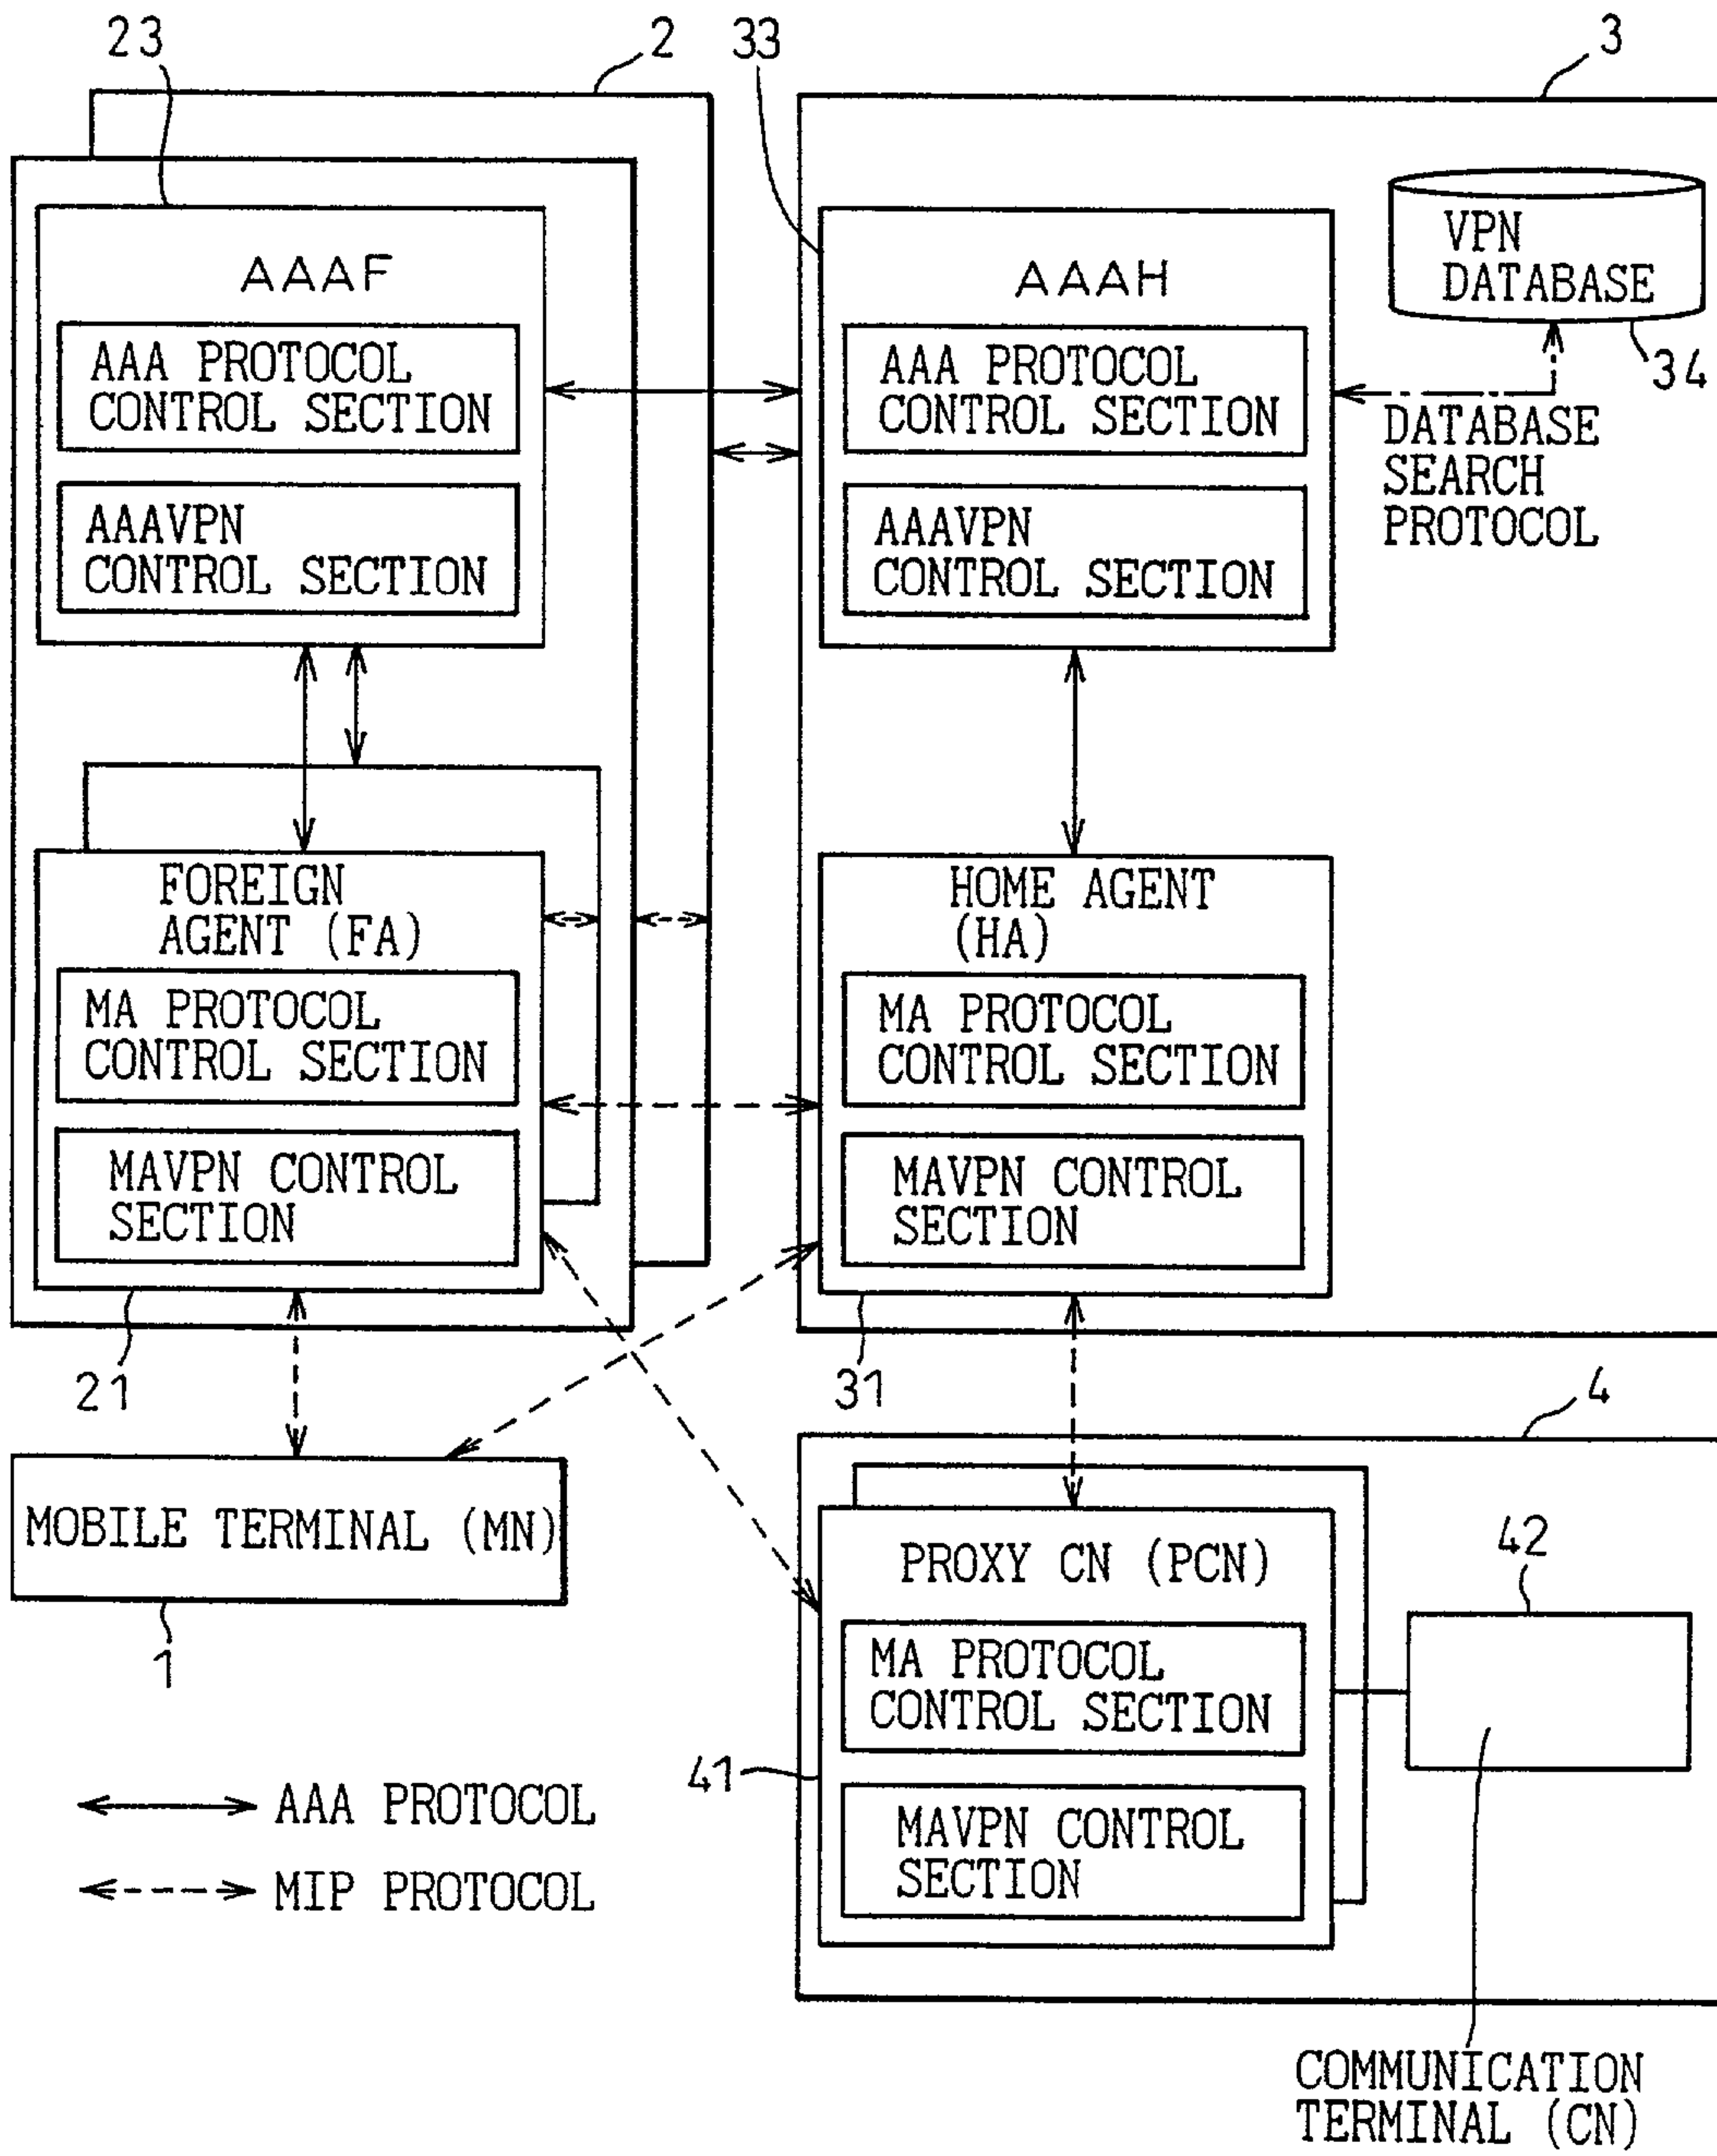 23
2
33
3
AAAF
AAA PROTOCOL
CONTROL SECTION
AAAVPN
CONTROL SECTION
AAAH
AAA PROTOCOL
CONTROL SECTION
AAAVPN
CONTROL SECTION
VPN
DATABASE
34
DATABASE
SEARCH
PROTOCOL
FOREIGN
AGENT (FA)
MA PROTOCOL
CONTROL SECTION
MAVPN CONTROL
SECTION
21
HOME AGENT
(HA)
MA PROTOCOL
CONTROL SECTION
MAVPN CONTROL
SECTION
31
MOBILE TERMINAL (MN)
1
4
PROXY CN (PCN)
MA PROTOCOL
CONTROL SECTION
MAVPN CONTROL
SECTION
41
42
AAA PROTOCOL
MIP PROTOCOL
COMMUNICATION
TERMINAL (CN)